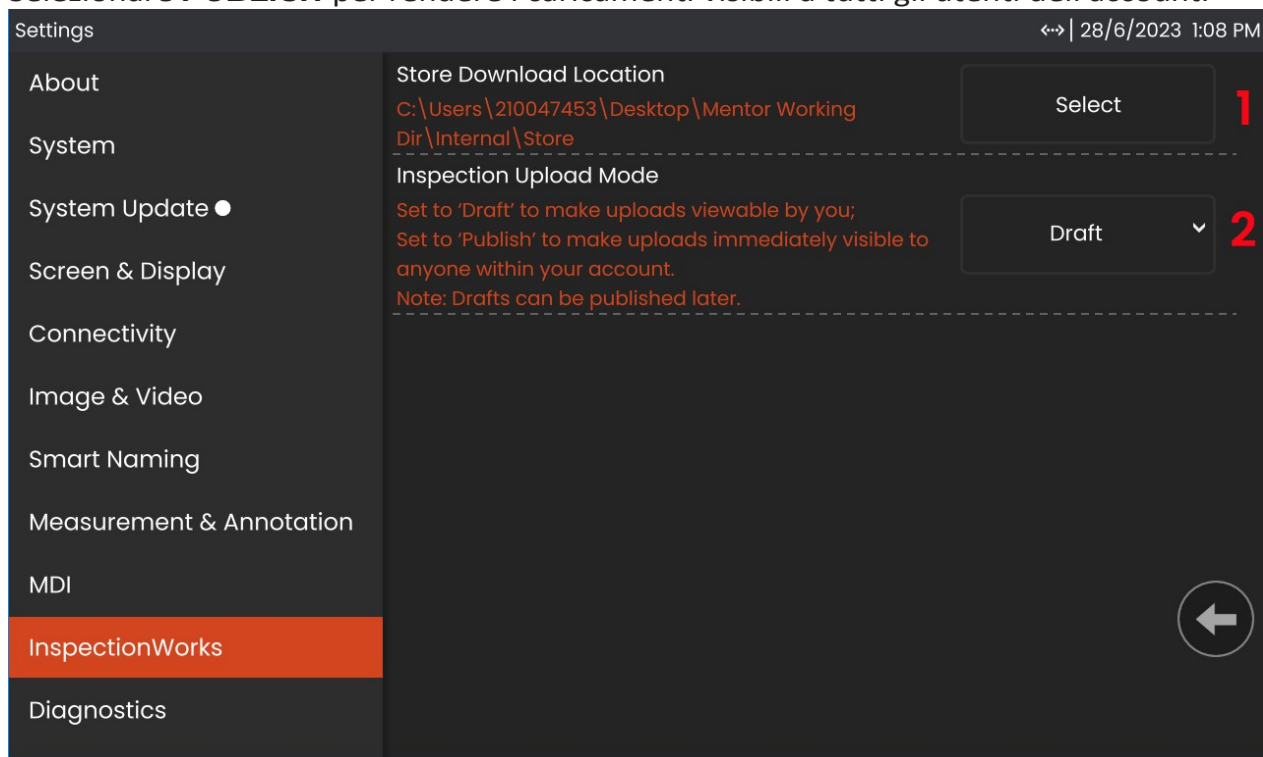 Settings
28/6/2023 1:08 PM
About
System
System Update
Screen & Display
Connectivity
Image & Video
Smart Naming
Measurement & Annotation
MDI
InspectionWorks
Diagnostics
Store Download Location
C:\Users\210047453\Desktop\Mentor Working
Dir\Internal\Store
Select
1
Inspection Upload Mode
Set to ‘Draft’ to make uploads viewable by you;
Set to ‘Publish’ to make uploads immediately visible to
anyone within your account.
Note: Drafts can be published later.
Draft
2